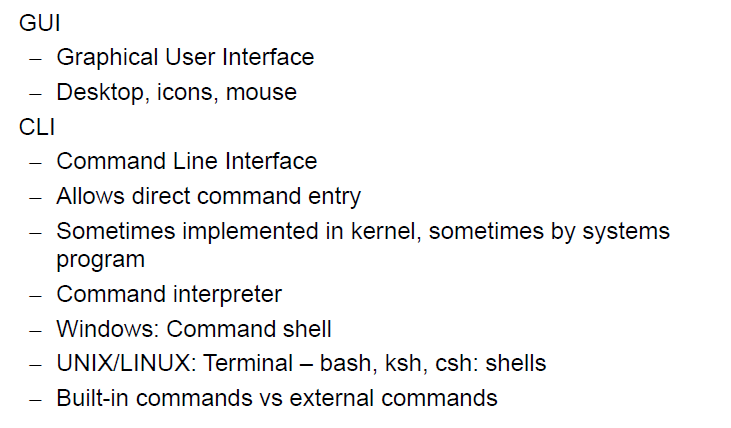 GUI
– Graphical User Interface
– Desktop, icons, mouse
CLI
– Command Line Interface
– Allows direct command entry
– Sometimes implemented in kernel, sometimes by systems
program
– Command interpreter
– Windows: Command shell
– UNIX/LINUX: Terminal – bash, ksh, csh: shells
– Built-in commands vs external commands